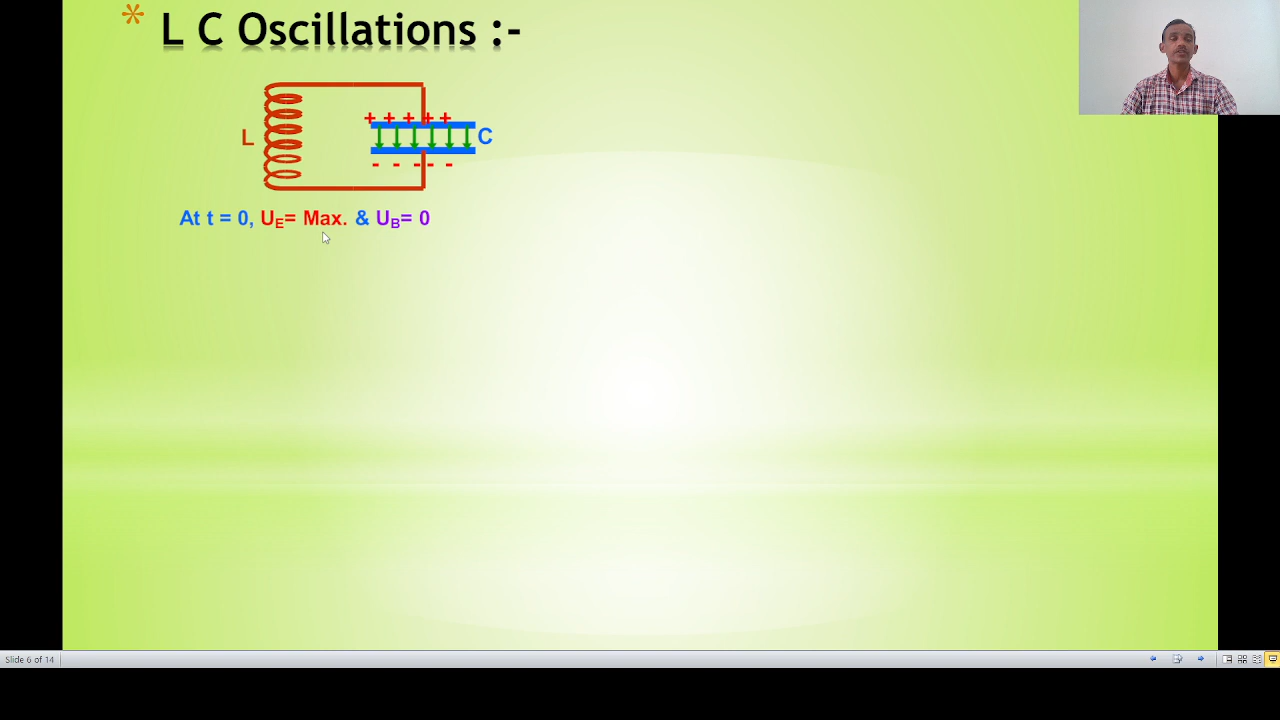 * L C Oscillations :-
+ + + + +
L
C
- - - - -
At t = 0, UE= Max. & UB= 0
Slide 6 of 14